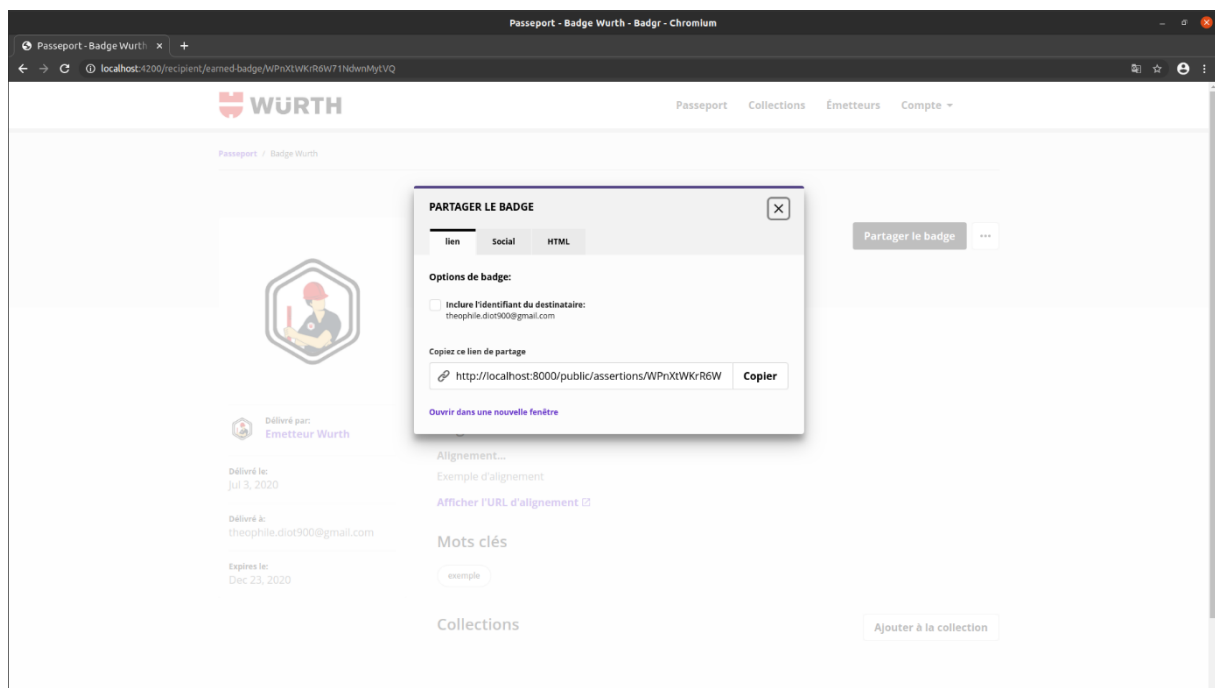 Passeport - Badge Wurth - Badgr - Chromium
Passeport - Badge Wurth
localhost:4200/recipient/earned-badge/WPnXtWKrR6W71NdwnMytVQ
WÜRTH
Passeport Collections Émetteurs Compte
Passeport / Badge Wurth
PARTAGER LE BADGE
Partager le badge
lien Social HTML
Options de badge:
Inclure l'identifiant du destinataire:
theophile.diot900@gmail.com
Copiez ce lien de partage
http://localhost:8000/public/assertions/WPnXtWKrR6W Copier
Ouvrir dans une nouvelle fenêtre
Délivré par:
Emetteur Wurth
Délivré le:
Jul 3, 2020
Délivré à:
theophile.diot900@gmail.com
Expires le:
Dec 23, 2020
Alignement...
Exemple d'alignement
Afficher l'URL d'alignement
Mots clés
exemple
Collections
Ajouter à la collection